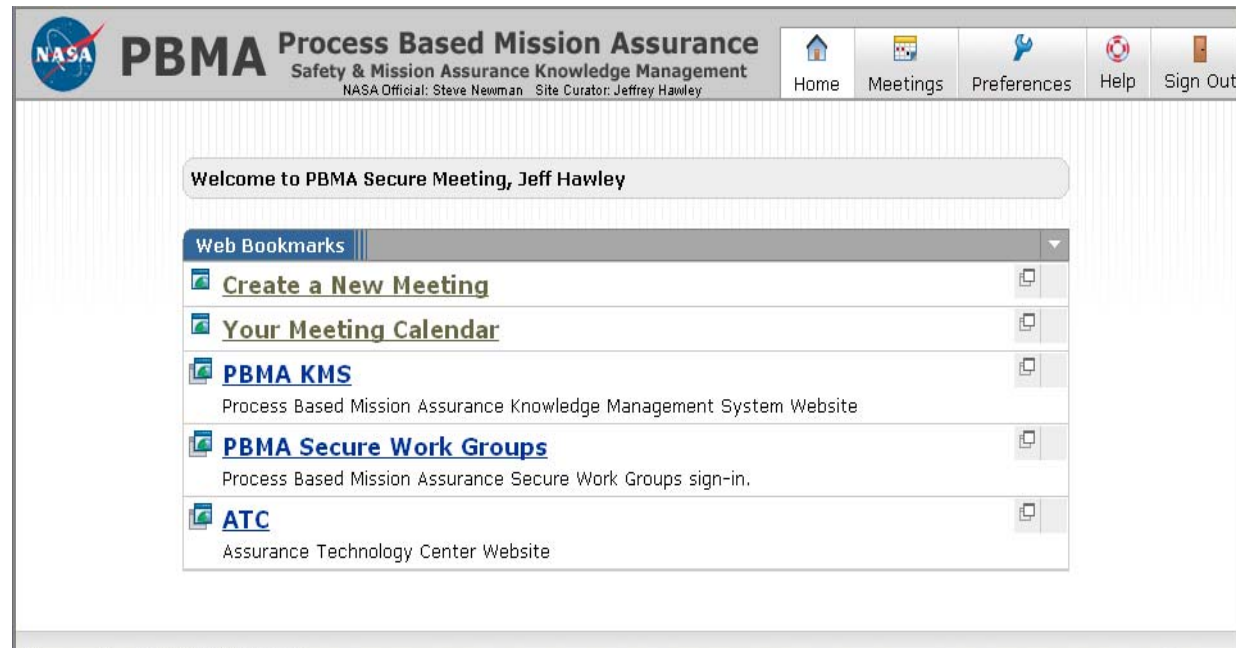 NASA
PBMA
Process Based Mission Assurance
Safety & Mission Assurance Knowledge Management
NASA Official: Steve Newman Site Curator: Jeffrey Hawley
Home Meetings Preferences Help Sign Out
Welcome to PBMA Secure Meeting, Jeff Hawley
Web Bookmarks
Create a New Meeting
Your Meeting Calendar
PBMA KMS
Process Based Mission Assurance Knowledge Management System Website
PBMA Secure Work Groups
Process Based Mission Assurance Secure Work Groups sign-in.
ATC
Assurance Technology Center Website